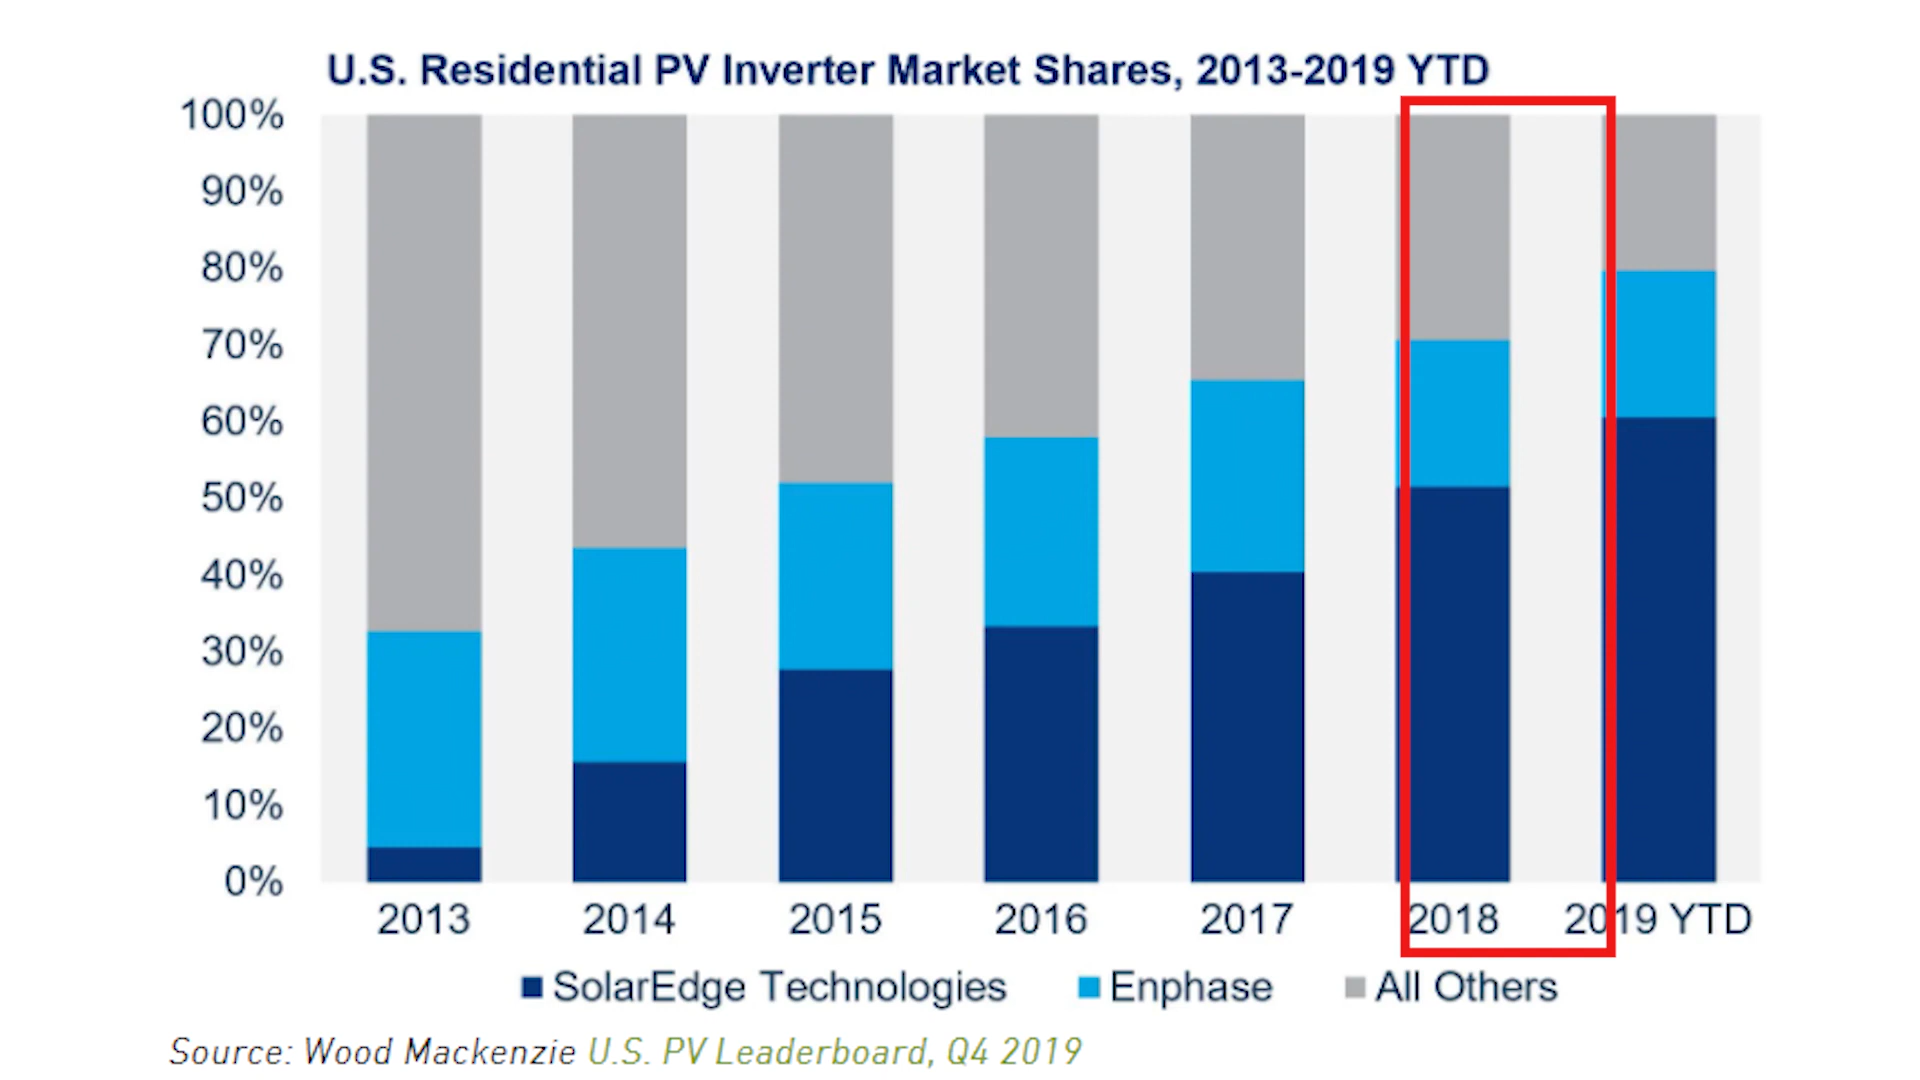 U.S. Residential PV Inverter Market Shares, 2013-2019 YTD
100%
90%
80%
70%
60%
50%
40%
30%
20%
10%
0%
2013 2014 2015 2016 2017 2018 2019 YTD
SolarEdge Technologies Enphase All Others
Source: Wood Mackenzie U.S. PV Leaderboard, Q4 2019